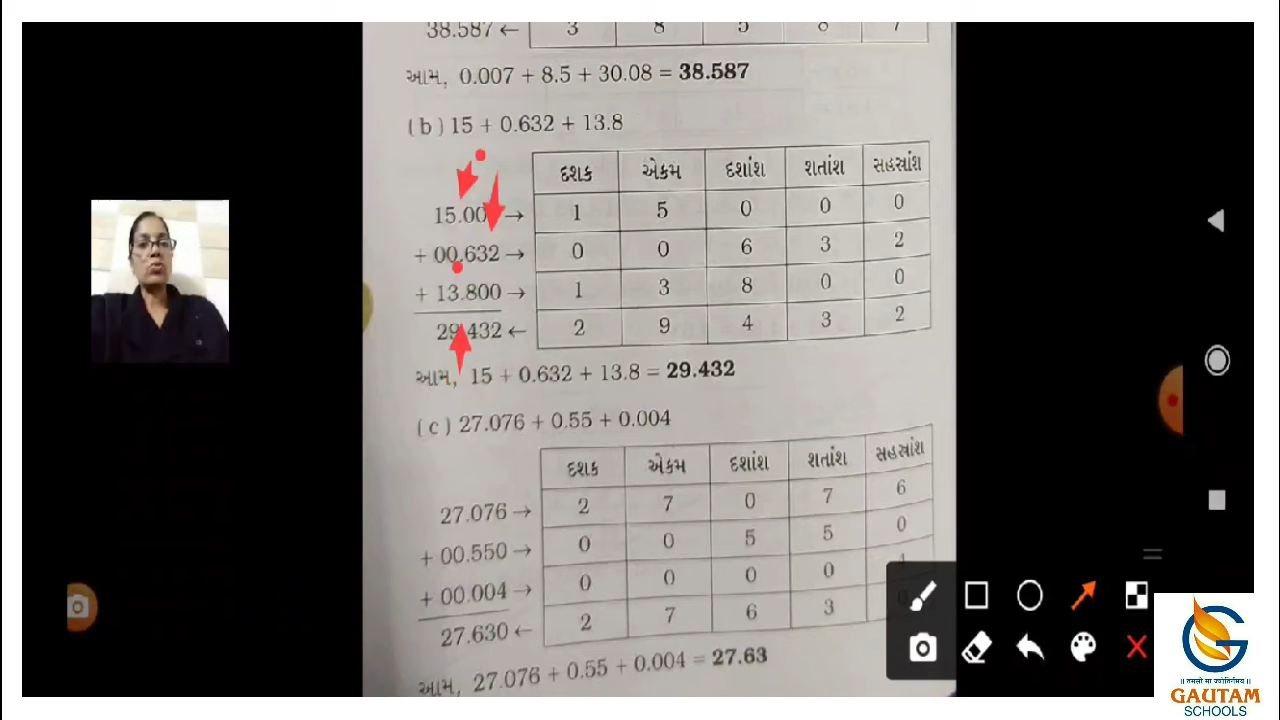 38.587 ← 3 8 5 8 7
આમ, 0.007 + 8.5 + 30.08 = 38.587
(b) 15 + 0.632 + 13.8
દશક એકમ દશાંશ શતાંશ સહસ્રાંશ
15.00 → 1 5 0 0 0
+ 00.632 → 0 0 6 3 2
+ 13.800 → 1 3 8 0 0
29.432 ← 2 9 4 3 2
આમ, 15 + 0.632 + 13.8 = 29.432
(c) 27.076 + 0.55 + 0.004
દશક એકમ દશાંશ શતાંશ સહસ્રાંશ
27.076 → 2 7 0 7 6
+ 00.550 → 0 0 5 5 0
+ 00.004 → 0 0 0 0 4
27.630 ← 2 7 6 3 0
આમ, 27.076 + 0.55 + 0.004 = 27.63
॥ तमसो मा ज्योतिर्गमय ॥
GAUTAM
SCHOOLS